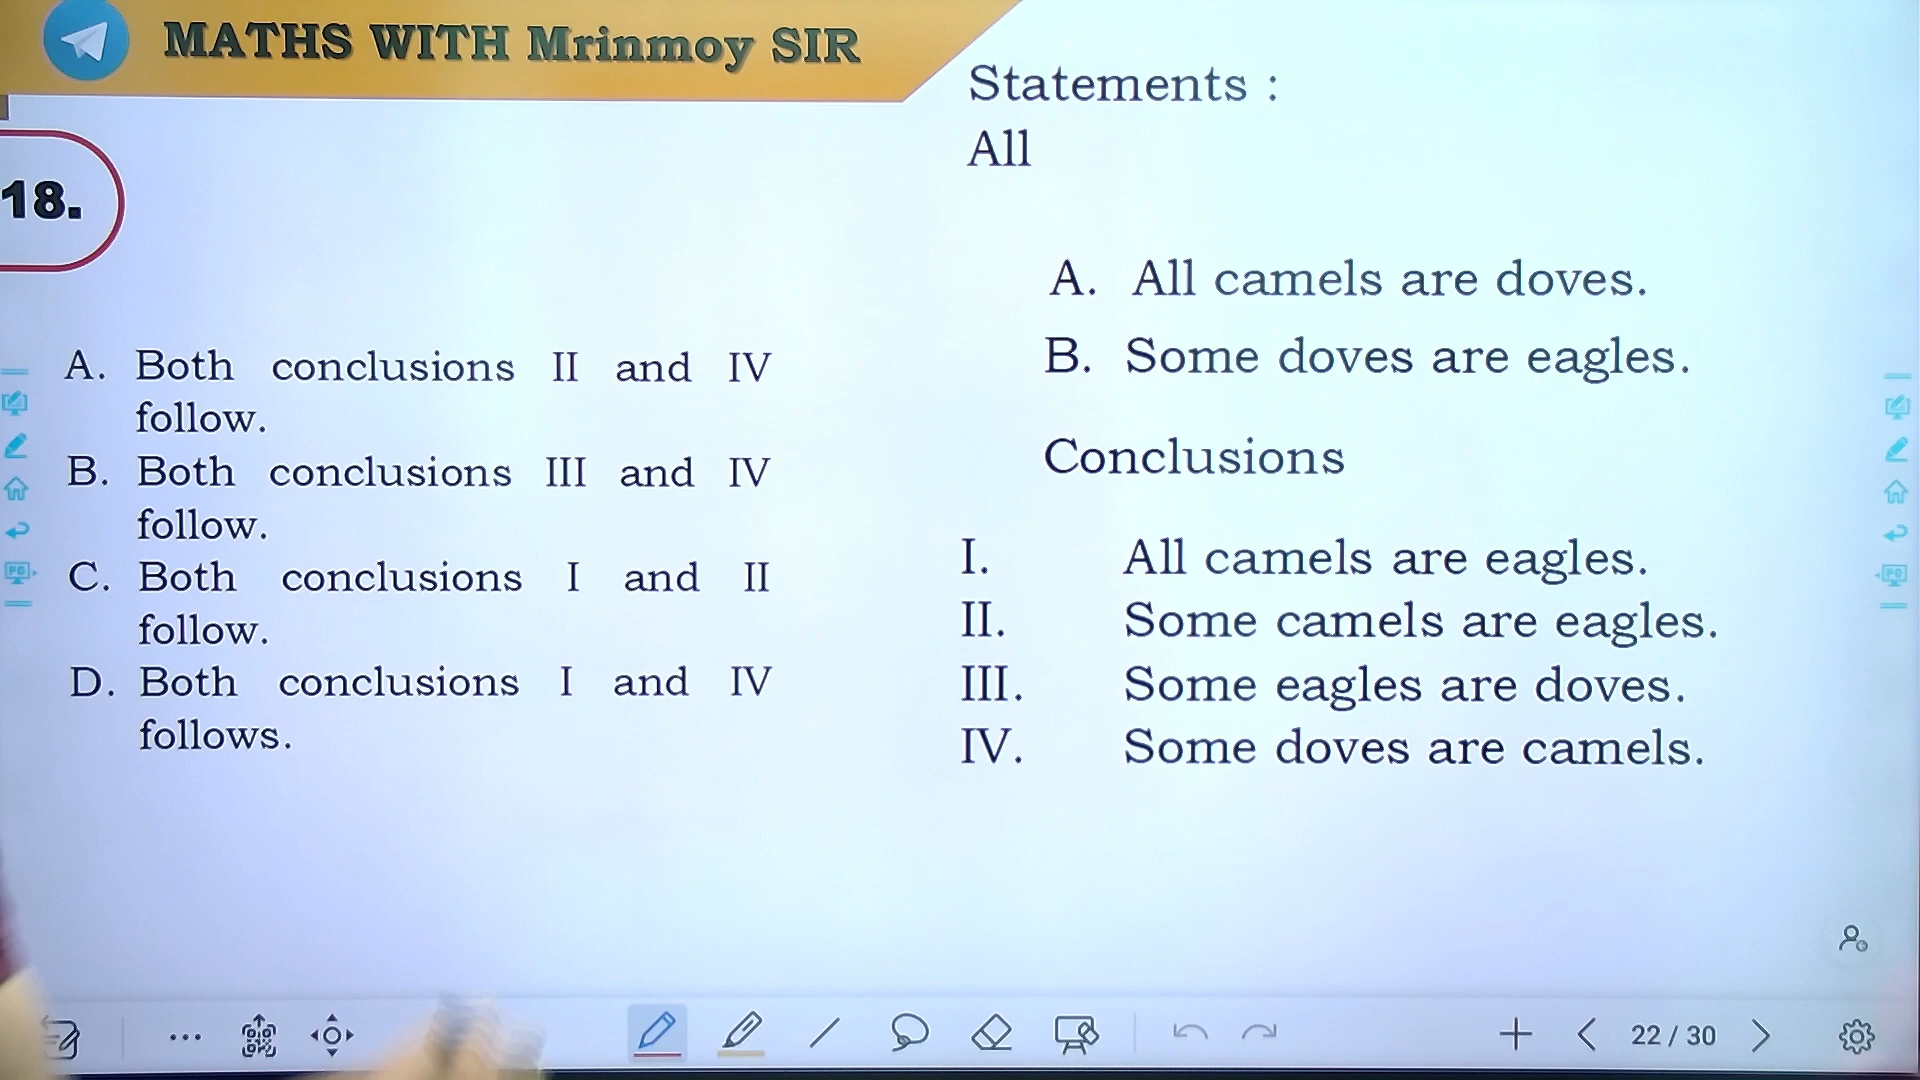 MATHS WITH Mrinmoy SIR
18.
A. Both conclusions II and IV
follow.
B. Both conclusions III and IV
follow.
C. Both conclusions I and II
follow.
D. Both conclusions I and IV
follows.
Statements :
All
A. All camels are doves.
B. Some doves are eagles.
Conclusions
I. All camels are eagles.
II. Some camels are eagles.
III. Some eagles are doves.
IV. Some doves are camels.
22 / 30